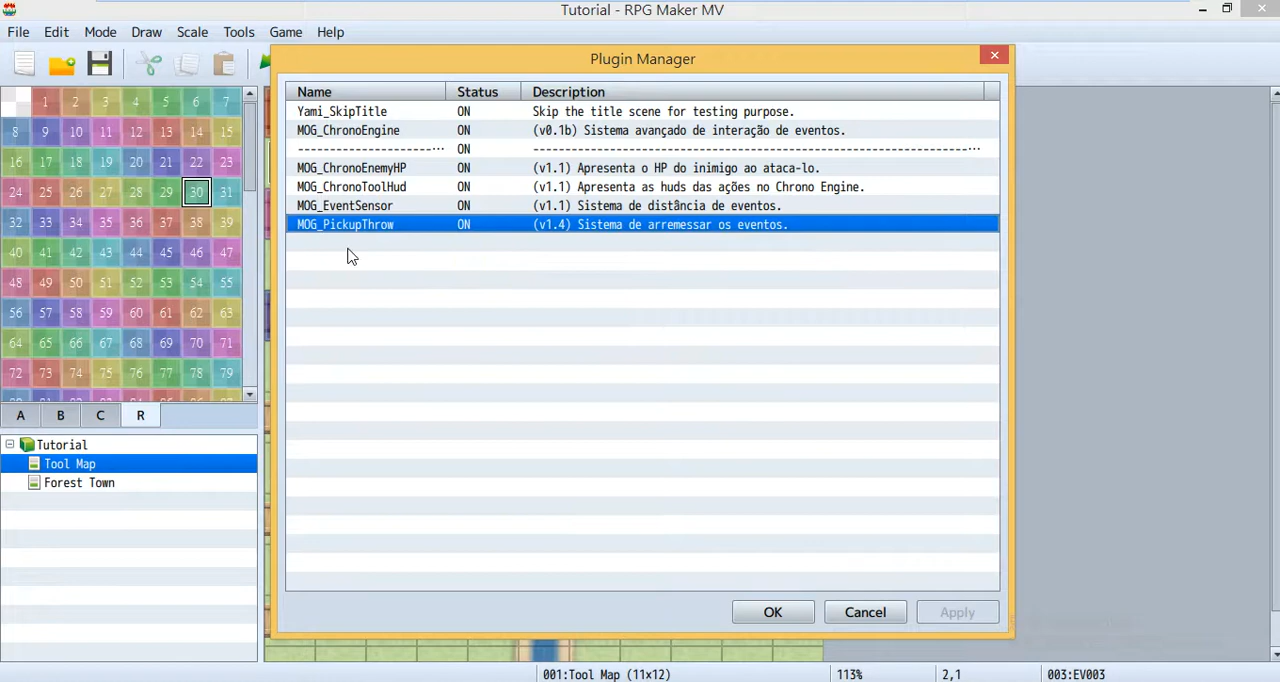 Tutorial - RPG Maker MV
File Edit Mode Draw Scale Tools Game Help
Plugin Manager
Name Status Description
Yami_SkipTitle ON Skip the title scene for testing purpose.
MOG_ChronoEngine ON (v0.1b) Sistema avançado de interação de eventos.
---------------------… ON ----------------------------------------------------------------…
MOG_ChronoEnemyHP ON (v1.1) Apresenta o HP do inimigo ao ataca-lo.
MOG_ChronoToolHud ON (v1.1) Apresenta as huds das ações no Chrono Engine.
MOG_EventSensor ON (v1.1) Sistema de distância de eventos.
MOG_PickupThrow ON (v1.4) Sistema de arremessar os eventos.
OK Cancel Apply
1 2 3 4 5 6 7
8 9 10 11 12 13 14 15
16 17 18 19 20 21 22 23
24 25 26 27 28 29 30 31
32 33 34 35 36 37 38 39
40 41 42 43 44 45 46 47
48 49 50 51 52 53 54 55
56 57 58 59 60 61 62 63
64 65 66 67 68 69 70 71
72 73 74 75 76 77 78 79
A B C R
Tutorial
Tool Map
Forest Town
001:Tool Map (11x12) 113% 2,1 003:EV003